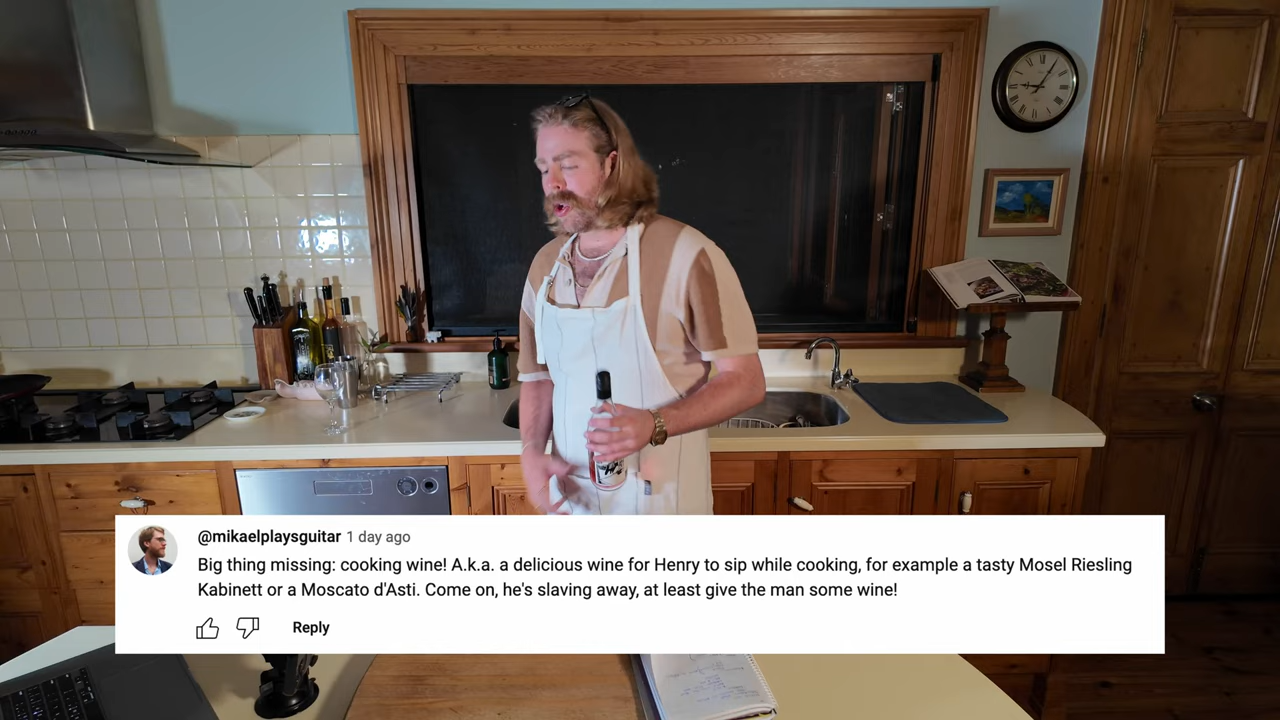 @mikaelplaysguitar 1 day ago
Big thing missing: cooking wine! A.k.a. a delicious wine for Henry to sip while cooking, for example a tasty Mosel Riesling
Kabinett or a Moscato d'Asti. Come on, he's slaving away, at least give the man some wine!
Reply